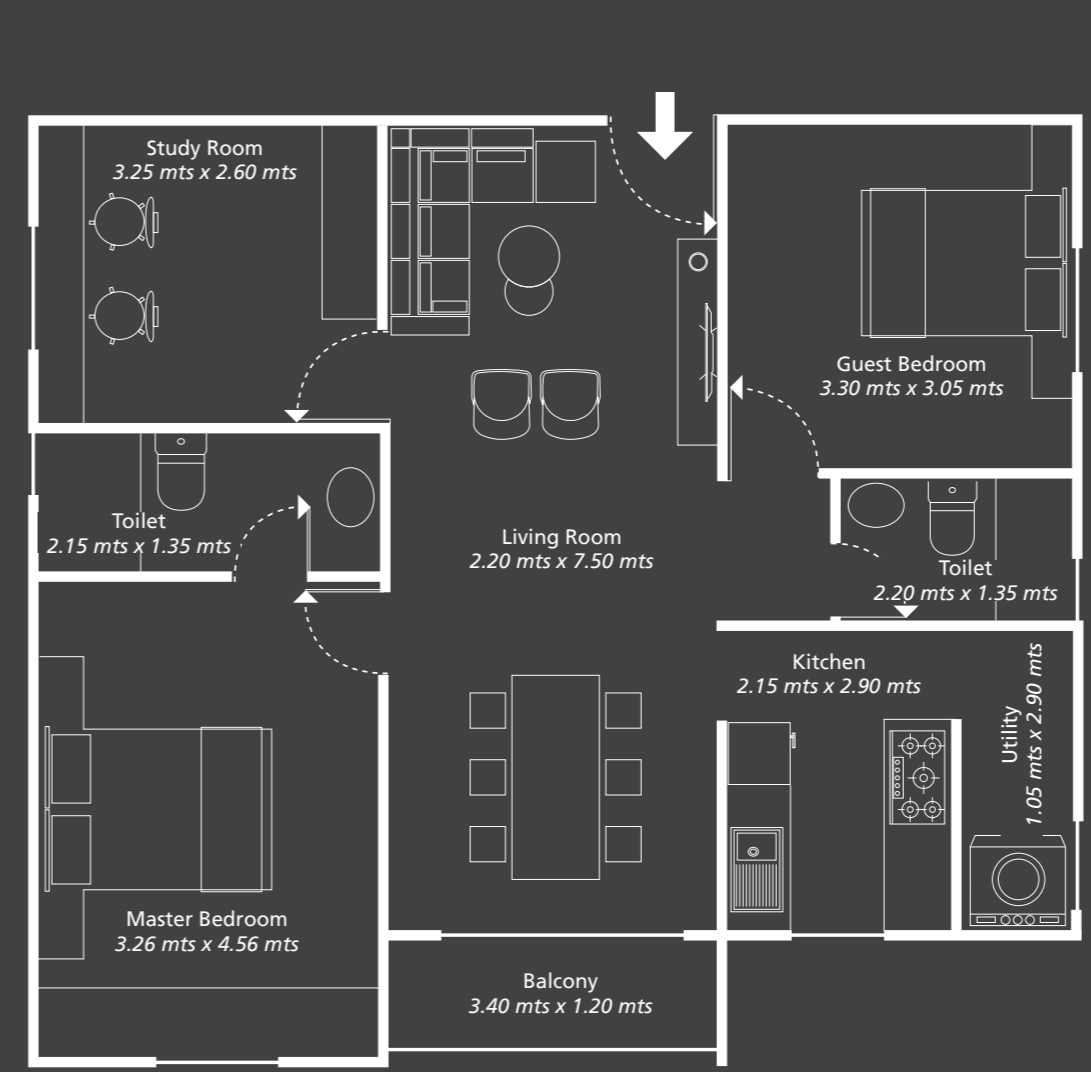 Study Room
3.25 mts x 2.60 mts
Guest Bedroom
3.30 mts x 3.05 mts
Toilet
2.15 mts x 1.35 mts
Living Room
2.20 mts x 7.50 mts
Toilet
2.20 mts x 1.35 mts
Kitchen
2.15 mts x 2.90 mts
Utility
1.05 mts x 2.90 mts
Master Bedroom
3.26 mts x 4.56 mts
Balcony
3.40 mts x 1.20 mts